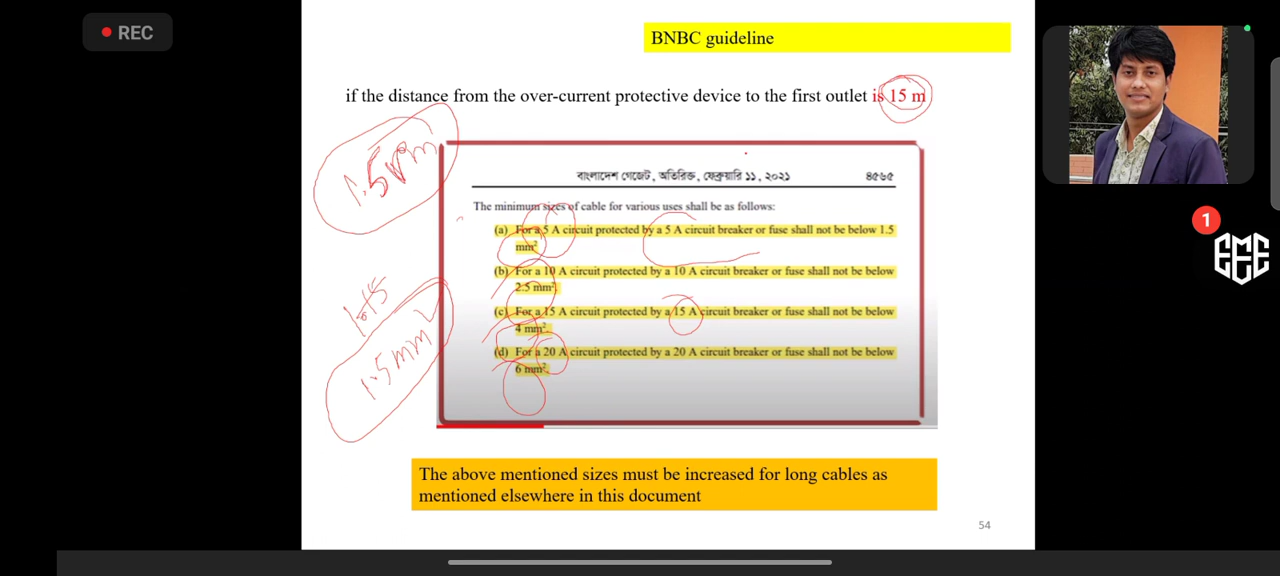 REC
BNBC guideline
if the distance from the over-current protective device to the first outlet is 15 m
1.5
বাংলাদেশ গেজেট, অতিরিক্ত, ফেব্রুয়ারি ১১, ২০২১ ৪৫৬৫
The minimum sizes of cable for various uses shall be as follows:
(a) For a 5 A circuit protected by a 5 A circuit breaker or fuse shall not be below 1.5
mm²
(b) For a 10 A circuit protected by a 10 A circuit breaker or fuse shall not be below
2.5 mm².
(c) For a 15 A circuit protected by a 15 A circuit breaker or fuse shall not be below
4 mm².
(d) For a 20 A circuit protected by a 20 A circuit breaker or fuse shall not be below
6 mm².
1.5 mm²
The above mentioned sizes must be increased for long cables as
mentioned elsewhere in this document
54
1
EEE